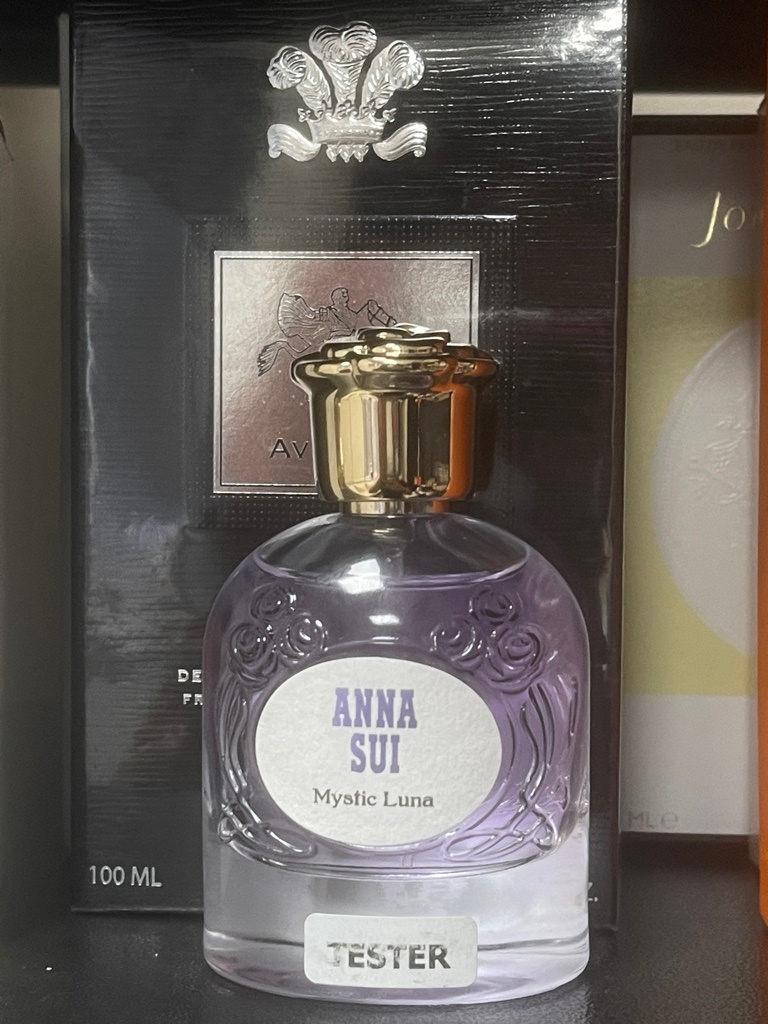 Jo
Av
DE
FR
ANNA
SUI
Mystic Luna
100 ML
ML e
TESTER